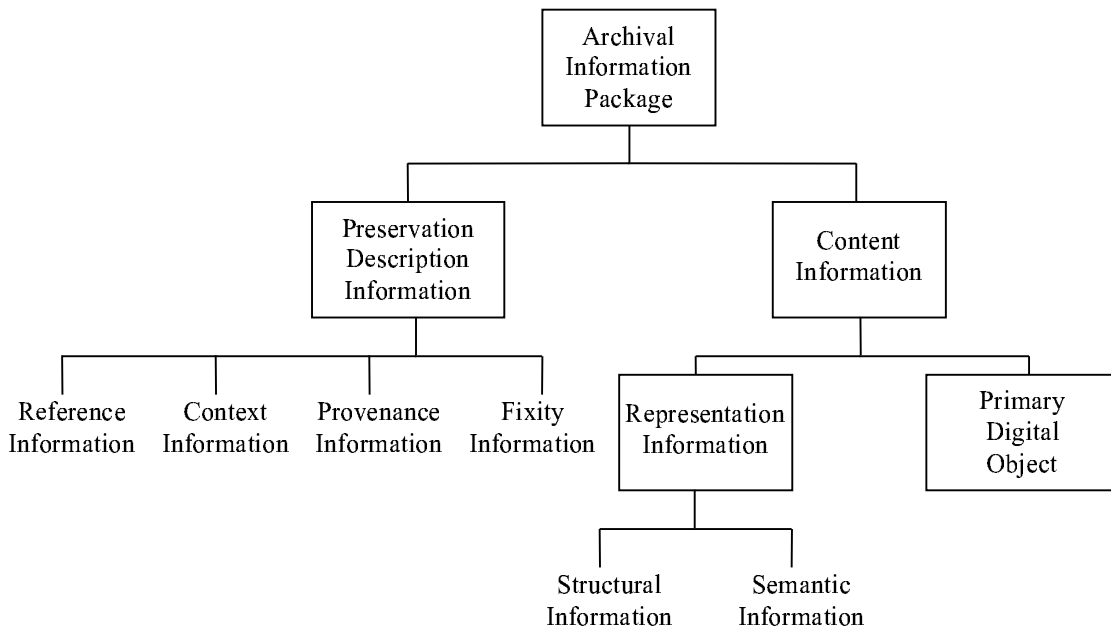 Archival
Information
Package
Preservation
Description
Information
Content
Information
Reference
Information
Context
Information
Provenance
Information
Fixity
Information
Representation
Information
Primary
Digital
Object
Structural
Information
Semantic
Information